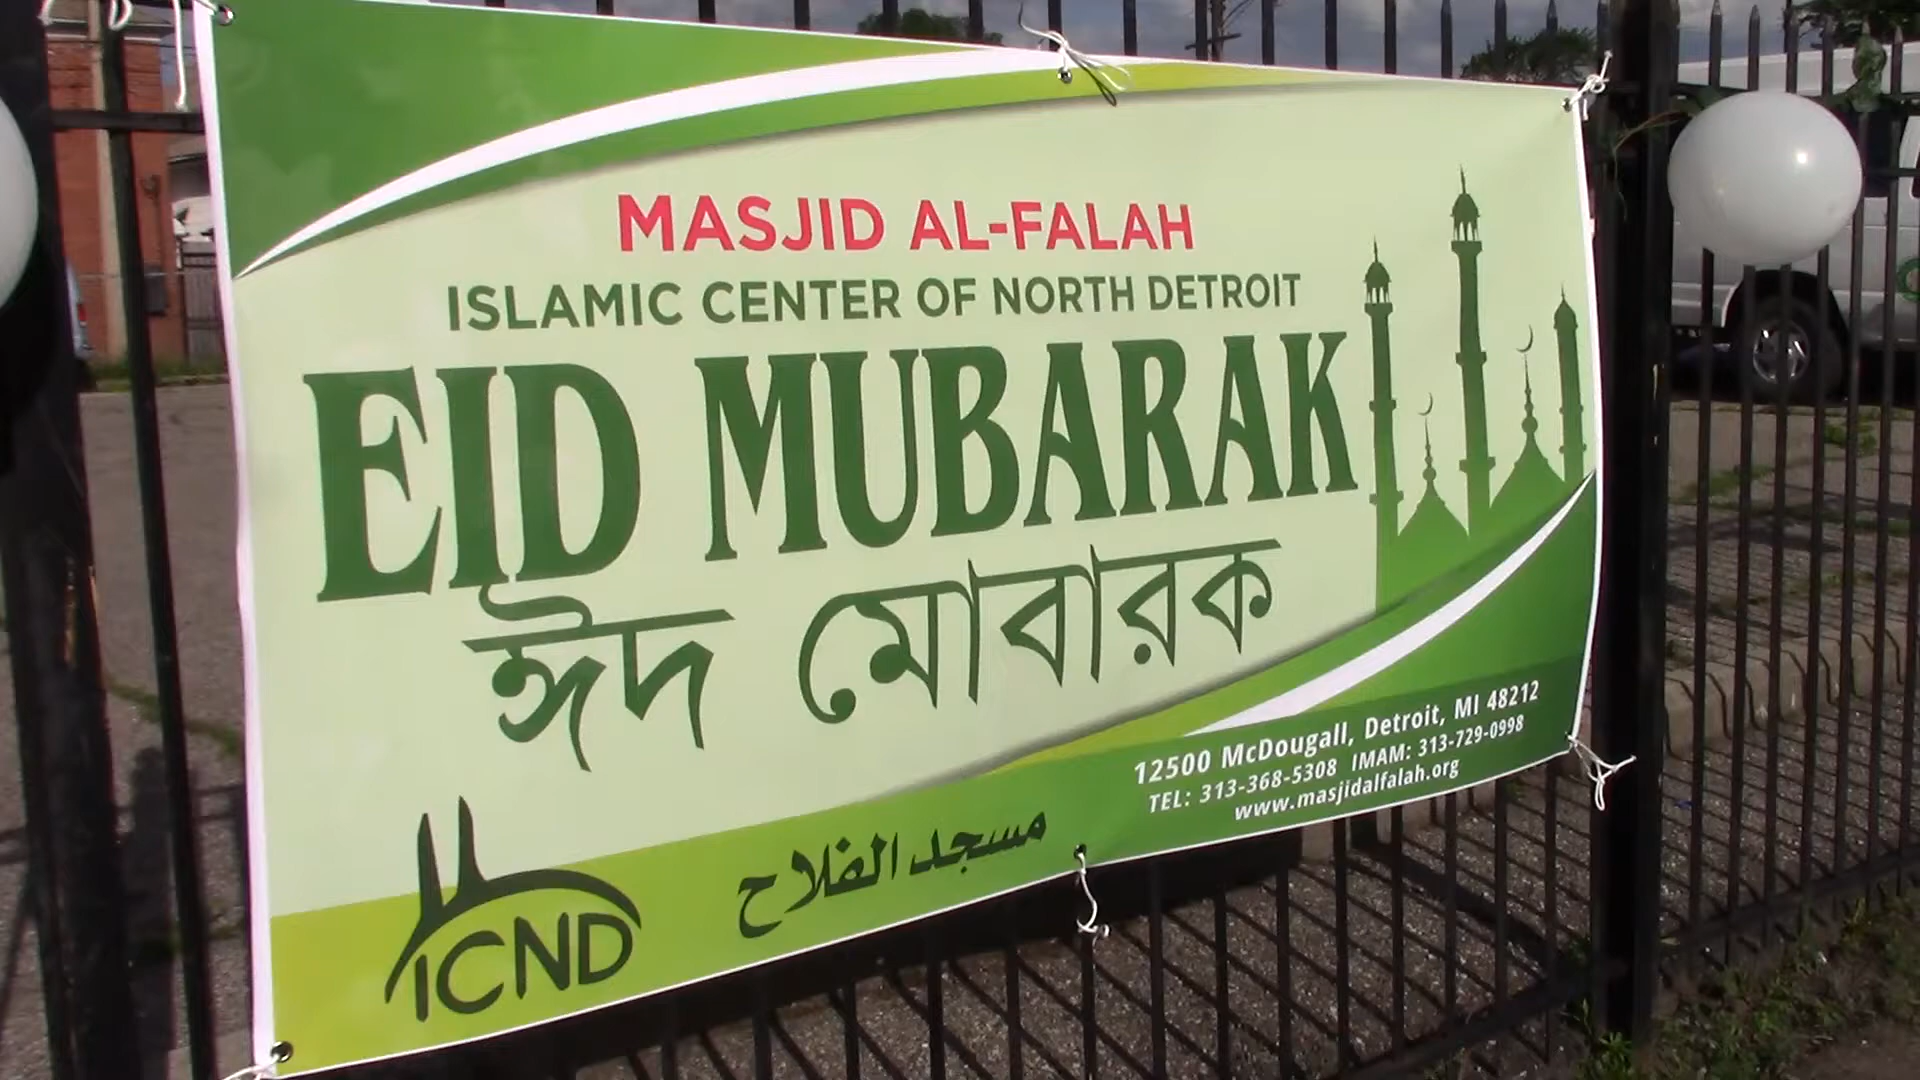 MASJID AL-FALAH
ISLAMIC CENTER OF NORTH DETROIT
EID MUBARAK
ঈদ মোবারক
12500 McDougall, Detroit, MI 48212
TEL: 313-368-5308 IMAM: 313-729-0998
www.masjidalfalah.org
مسجد الفلاح
ICND